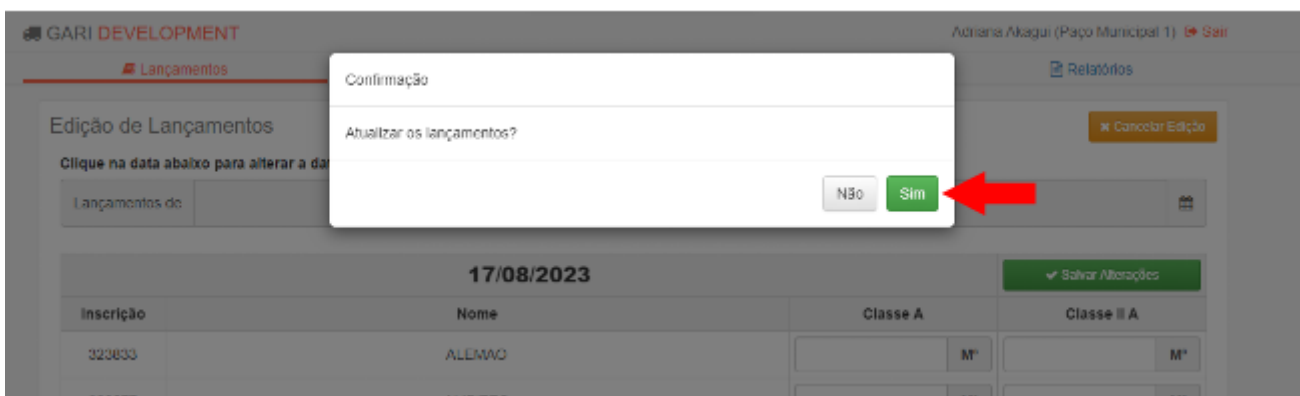 GARI DEVELOPMENT
Adriana Akagui (Paço Municipal 1) Sair
Lançamentos
Relatórios
Confirmação
Atualizar os lançamentos?
Não
Sim
Edição de Lançamentos
Cancelar Edição
Clique na data abaixo para alterar a
Lançamentos de
17/08/2023
Salvar Alterações
Inscrição Nome Classe A Classe II A
323833 ALEMAO M³ M³